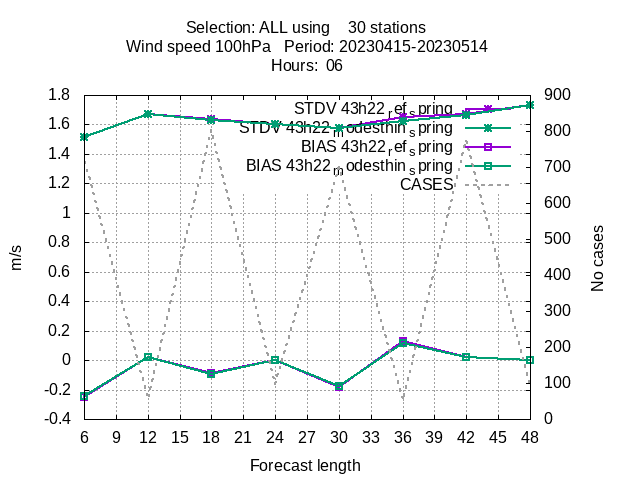 Selection: ALL using    30 stations
Wind speed 100hPa   Period: 20230415-20230514
Hours:  06
1.8
1.6
1.4
1.2
1
0.8
0.6
0.4
0.2
0
-0.2
-0.4
m/s
STDV 43h22_ref_spring
STDV 43h22_modesthin_spring
BIAS 43h22_ref_spring
BIAS 43h22_modesthin_spring
CASES
900
800
700
600
500
400
300
200
100
0
No cases
6 9 12 15 18 21 24 27 30 33 36 39 42 45 48
Forecast length